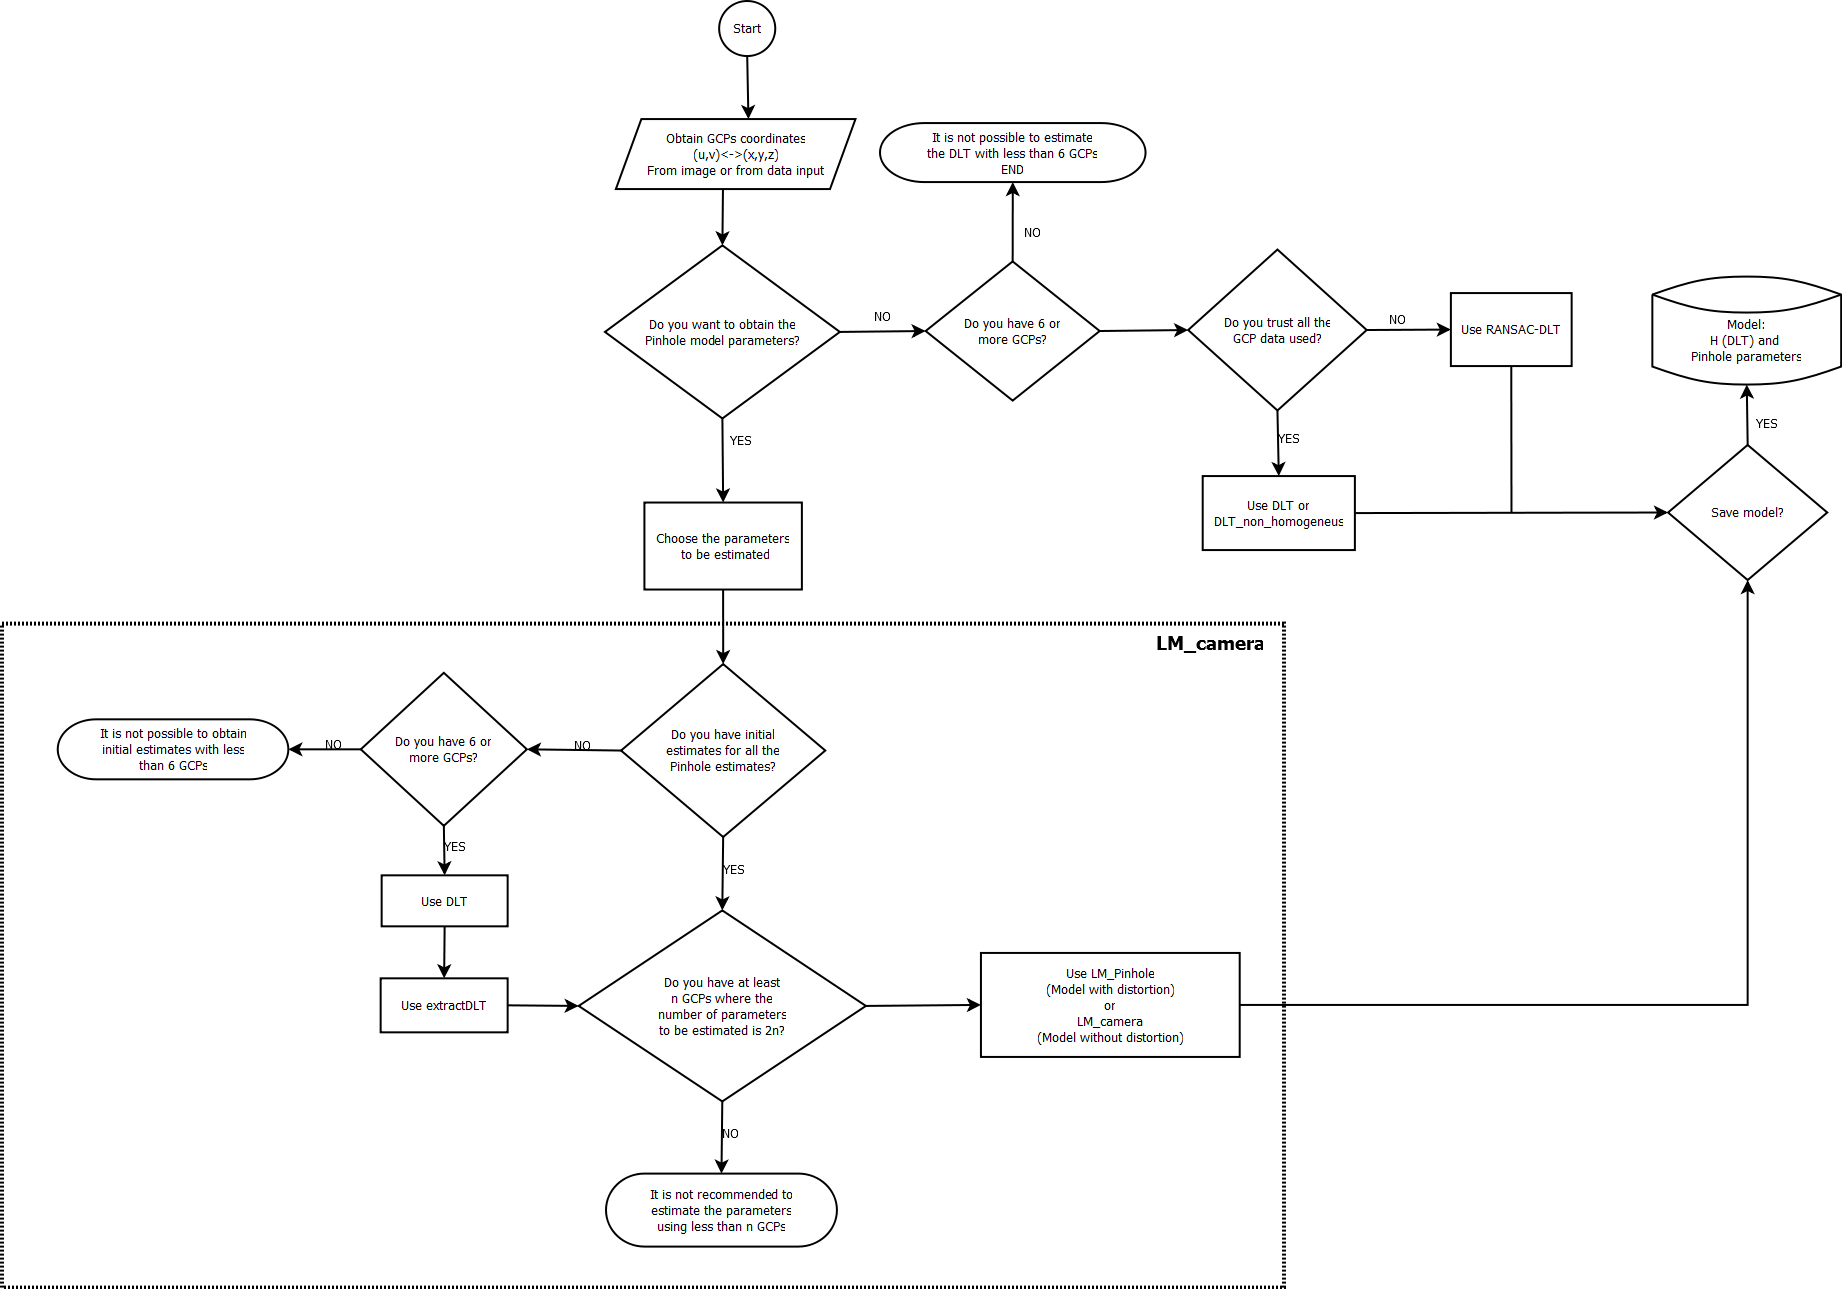 Start
Obtain GCPs coordinates
(u,v)<->(x,y,z)
From image or from data input
It is not possible to estimate
the DLT with less than 6 GCPs
END
NO
Do you want to obtain the
Pinhole model parameters?
NO
Do you have 6 or
more GCPs?
Do you trust all the
GCP data used?
NO
Use RANSAC-DLT
Model:
H (DLT) and
Pinhole parameters
YES
YES
YES
Use DLT or
DLT_non_homogeneus
Save model?
Choose the parameters
to be estimated
LM_camera
It is not possible to obtain
initial estimates with less
than 6 GCPs
NO
Do you have 6 or
more GCPs?
NO
Do you have initial
estimates for all the
Pinhole estimates?
YES
YES
Use DLT
Use extractDLT
Do you have at least
n GCPs where the
number of parameters
to be estimated is 2n?
Use LM_Pinhole
(Model with distortion)
or
LM_camera
(Model without distortion)
NO
It is not recommended to
estimate the parameters
using less than n GCPs